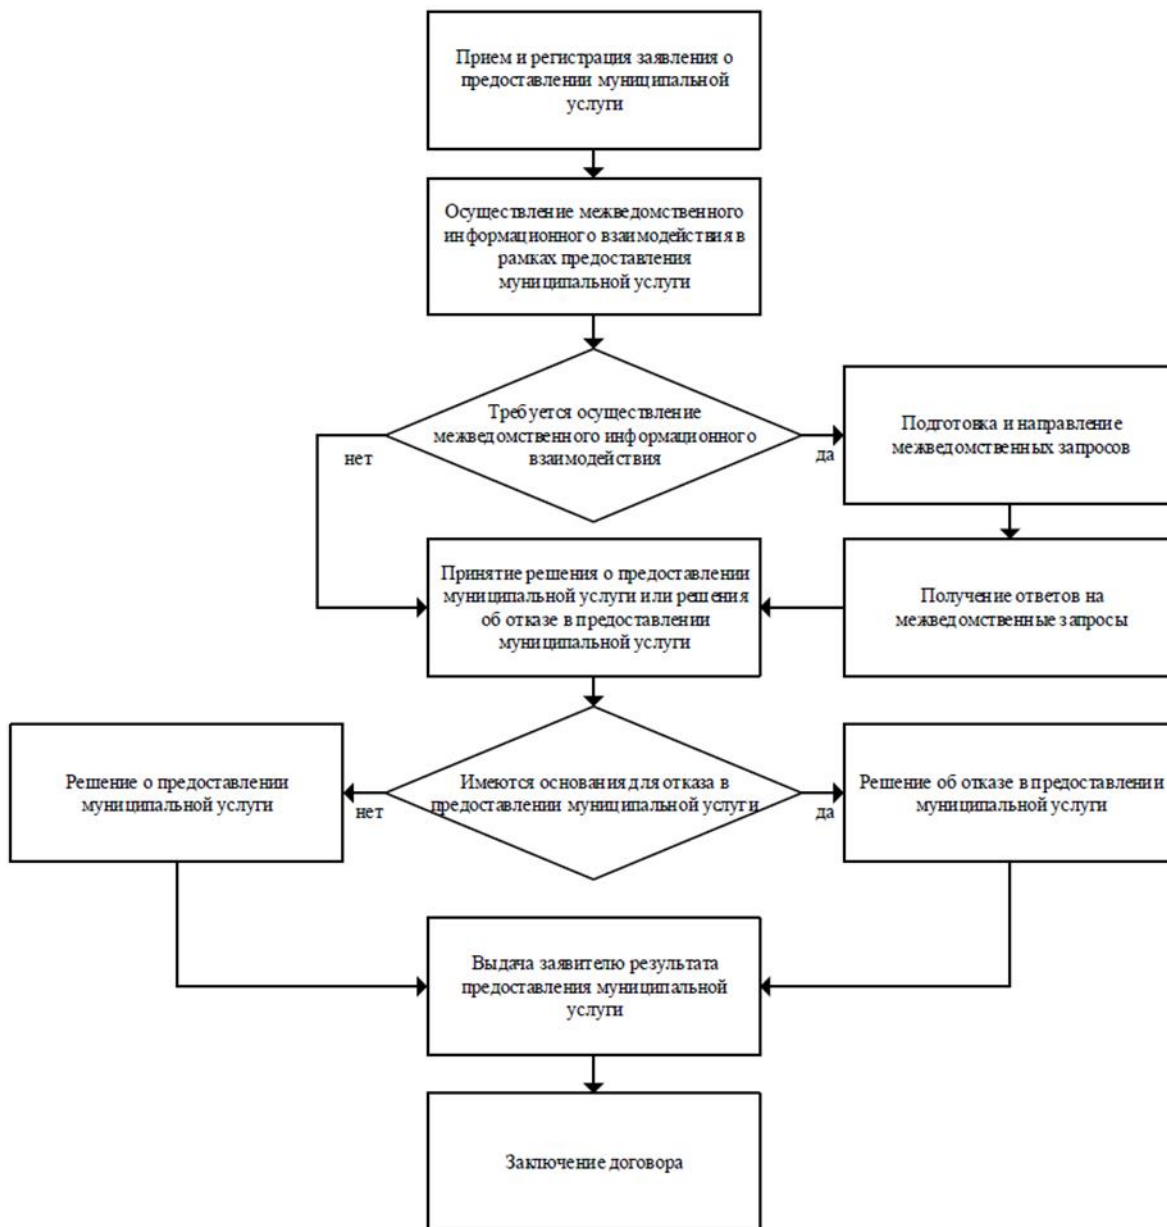 Прием и регистрация заявления о
предоставлении муниципальной
услуги
Осуществление межведомственного
информационного взаимодействия в
рамках предоставления
муниципальной услуги
Требуется осуществление
межведомственного информационного
взаимодействия
нет
да
Подготовка и направление
межведомственных запросов
Принятие решения о предоставлении
муниципальной услуги или решения
об отказе в предоставлении
муниципальной услуги
Получение ответов на
межведомственные запросы
Решение о предоставлении
муниципальной услуги
Имеются основания для отказа в
предоставлении муниципальной услуги
нет
да
Решение об отказе в предоставлении
муниципальной услуги
Выдача заявителю результата
предоставления муниципальной
услуги
Заключение договора